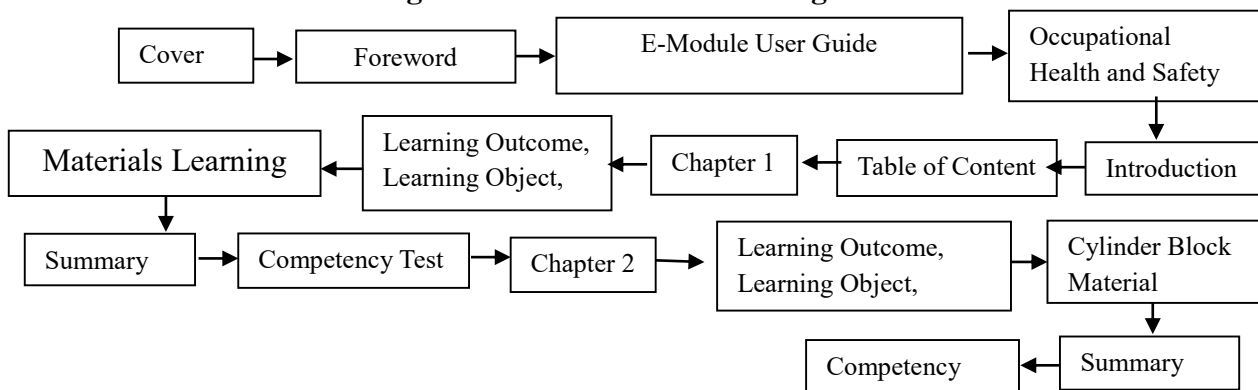 Cover
Foreword
E-Module User Guide
Occupational
Health and Safety
Introduction
Table of Content
Chapter 1
Learning Outcome,
Learning Object,
Materials Learning
Summary
Competency Test
Chapter 2
Learning Outcome,
Learning Object,
Cylinder Block
Material
Summary
Competency